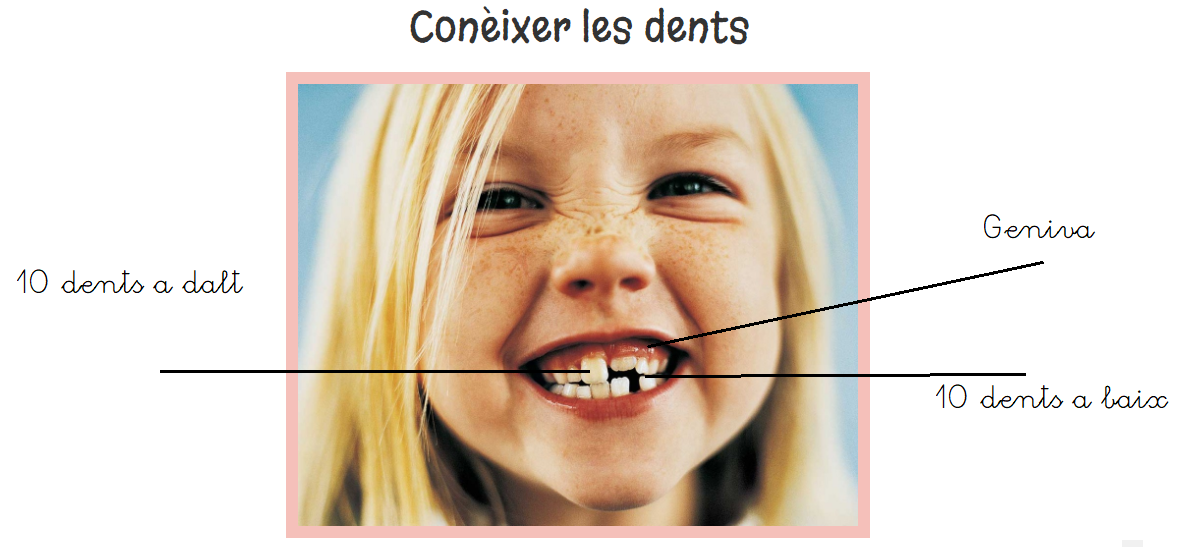 Conèixer les dents
Geniva
10 dents a dalt
10 dents a baix